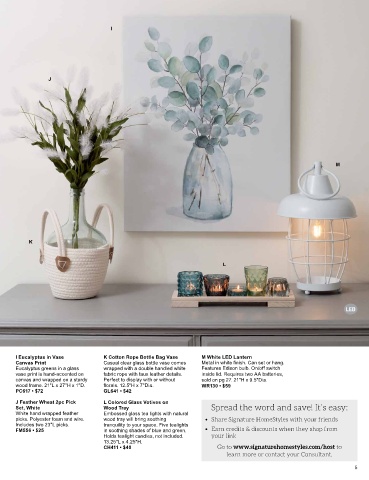 I
J
M
K
L
LED
I Eucalyptus in Vase
Canvas Print
Eucalyptus greens in a glass
vase print is hand-accented on
canvas and wrapped on a sturdy
wood frame. 21"L x 27"H x 1"D.
PC617 • $72
J Feather Wheat 2pc Pick
Set, White
White hand wrapped feather
picks. Polyester foam and wire.
Includes two 29"L picks.
FMS56 • $25
K Cotton Rope Bottle Bag Vase
Casual clear glass bottle vase comes
wrapped with a double handled white
fabric rope with faux leather details.
Perfect to display with or without
florals. 12.5"H x 7"Dia.
GL641 • $42
L Colored Glass Votives on
Wood Tray
Embossed glass tea lights with natural
wood tray will bring soothing
tranquility to your space. Five tealights
in soothing shades of blue and green.
Holds tealight candles, not included.
13.25"L x 4.25"H.
CH411 • $48
M White LED Lantern
Metal in white finish. Can set or hang.
Features Edison bulb. On/off switch
inside lid. Requires two AA batteries,
sold on pg 27. 21"H x 9.5"Dia.
WR130 • $59
Spread the word and save! It's easy:
• Share Signature HomeStyles with your friends
• Earn credits & discounts when they shop from
your link
Go to www.signaturehomestyles.com/host to
learn more or contact your Consultant.